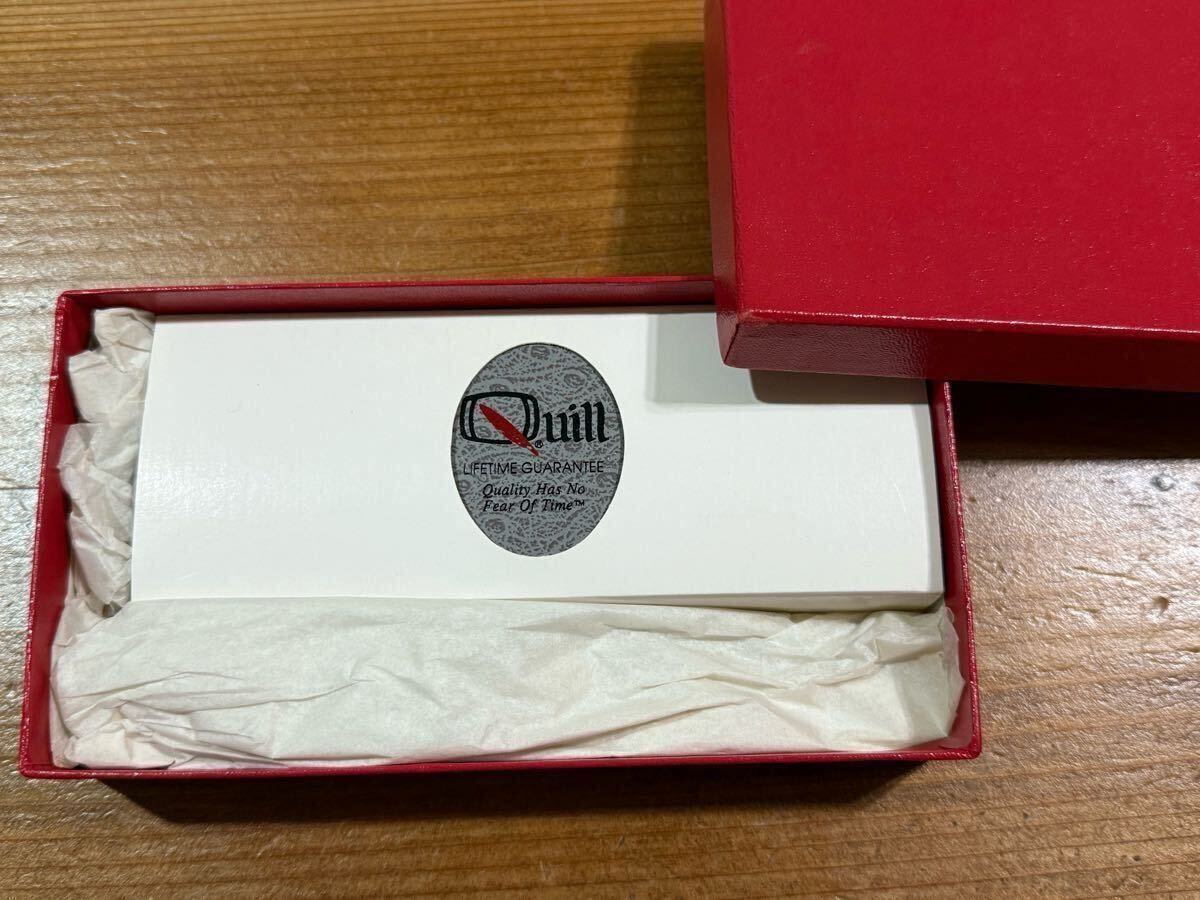 Quill®
LIFETIME GUARANTEE
Quality Has No
Fear Of Time™